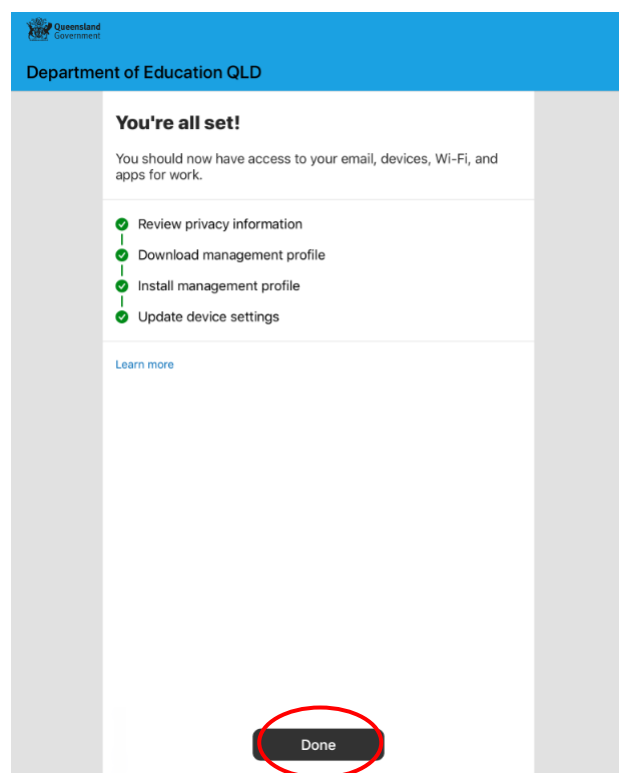 Queensland
Government
Department of Education QLD
You're all set!
You should now have access to your email, devices, Wi-Fi, and
apps for work.
Review privacy information
Download management profile
Install management profile
Update device settings
Learn more
Done